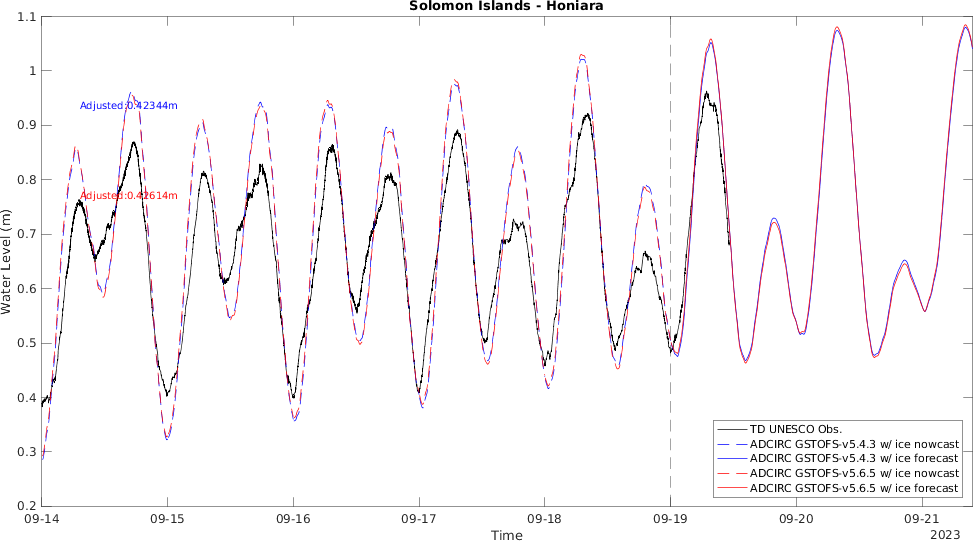 Solomon Islands - Honiara
1.1
1
0.9
0.8
0.7
0.6
0.5
0.4
0.3
0.2
Water Level (m)
Adjusted:0.42344m
Adjusted:0.42614m
TD UNESCO Obs.
ADCIRC GSTOFS-v5.4.3 w/ ice nowcast
ADCIRC GSTOFS-v5.4.3 w/ ice forecast
ADCIRC GSTOFS-v5.6.5 w/ ice nowcast
ADCIRC GSTOFS-v5.6.5 w/ ice forecast
09-14 09-15 09-16 09-17 09-18 09-19 09-20 09-21
Time
2023